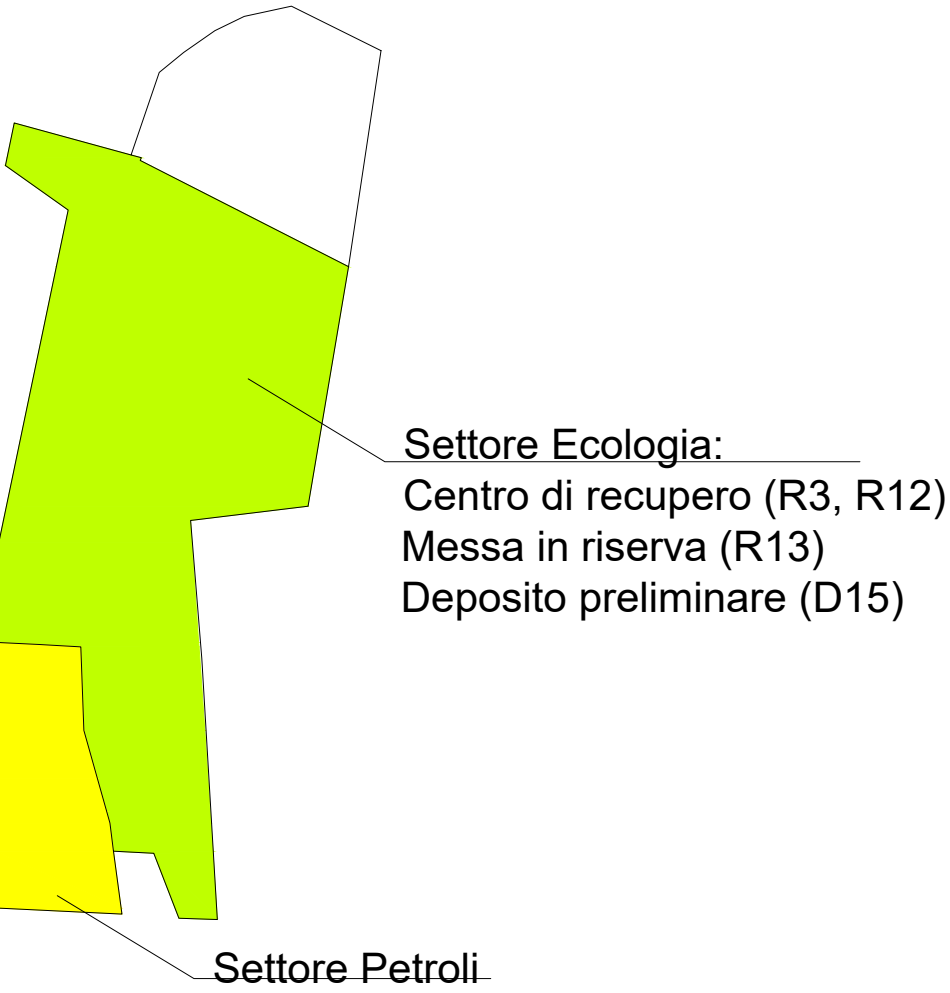 Settore Ecologia:
Centro di recupero (R3, R12)
Messa in riserva (R13)
Deposito preliminare (D15)
Settore Petroli